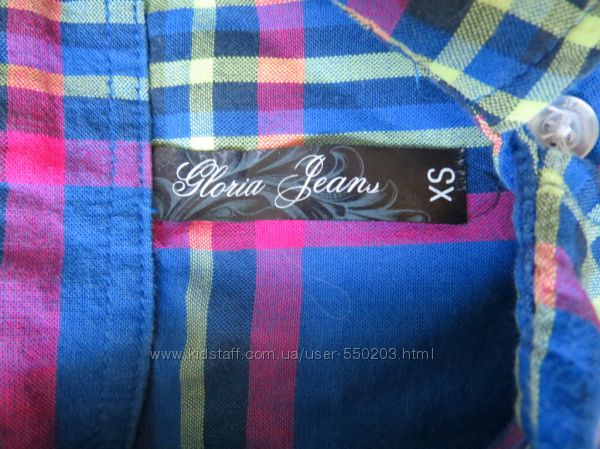 Gloria Jeans
XS
www.kidstaff.com.ua/user-550203.html